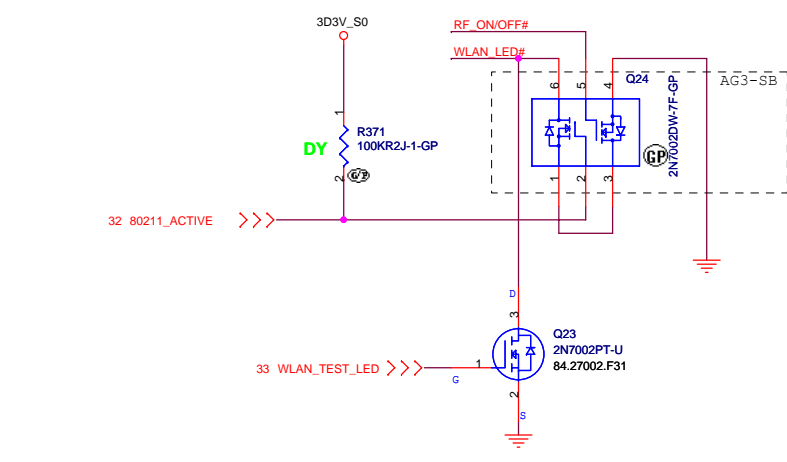 3D3V_S0
RF_ON/OFF#
WLAN_LED#
6
5
4
Q24
AG3-SB
2N7002DW-7F-GP
GP
1
R371
100KR2J-1-GP
DY
2
G/P
1
2
3
32 80211_ACTIVE
D
3
Q23
2N7002PT-U
84.27002.F31
33 WLAN_TEST_LED
1
G
2
S